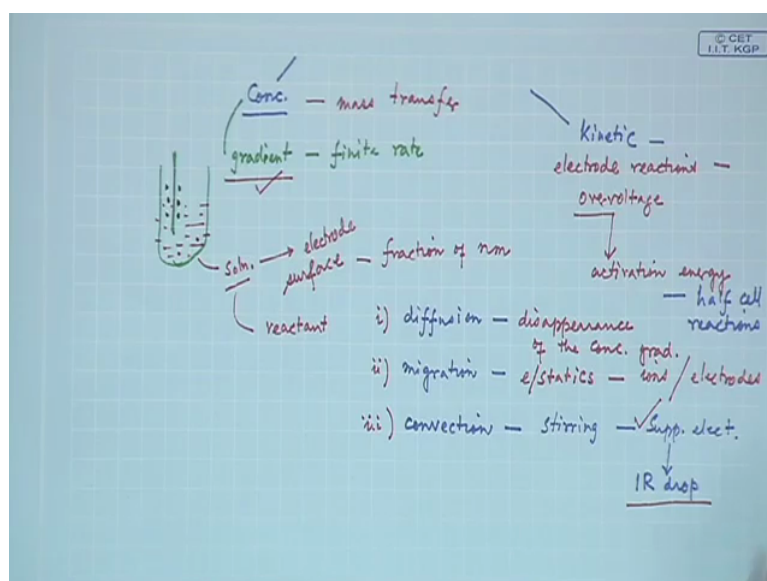 © CET
I.I.T. KGP
Conc. — mass transfer
gradient — finite rate
Kinetic —
electrode reactions —
over-voltage
activation energy
— half cell
reactions
Soln. → electrode
surface — fraction of nm
reactant
i) diffusion — disappearance
of the conc. grad.
ii) migration — e/statics — ions / electrodes
iii) convection — stirring — Supp. elect.
IR drop